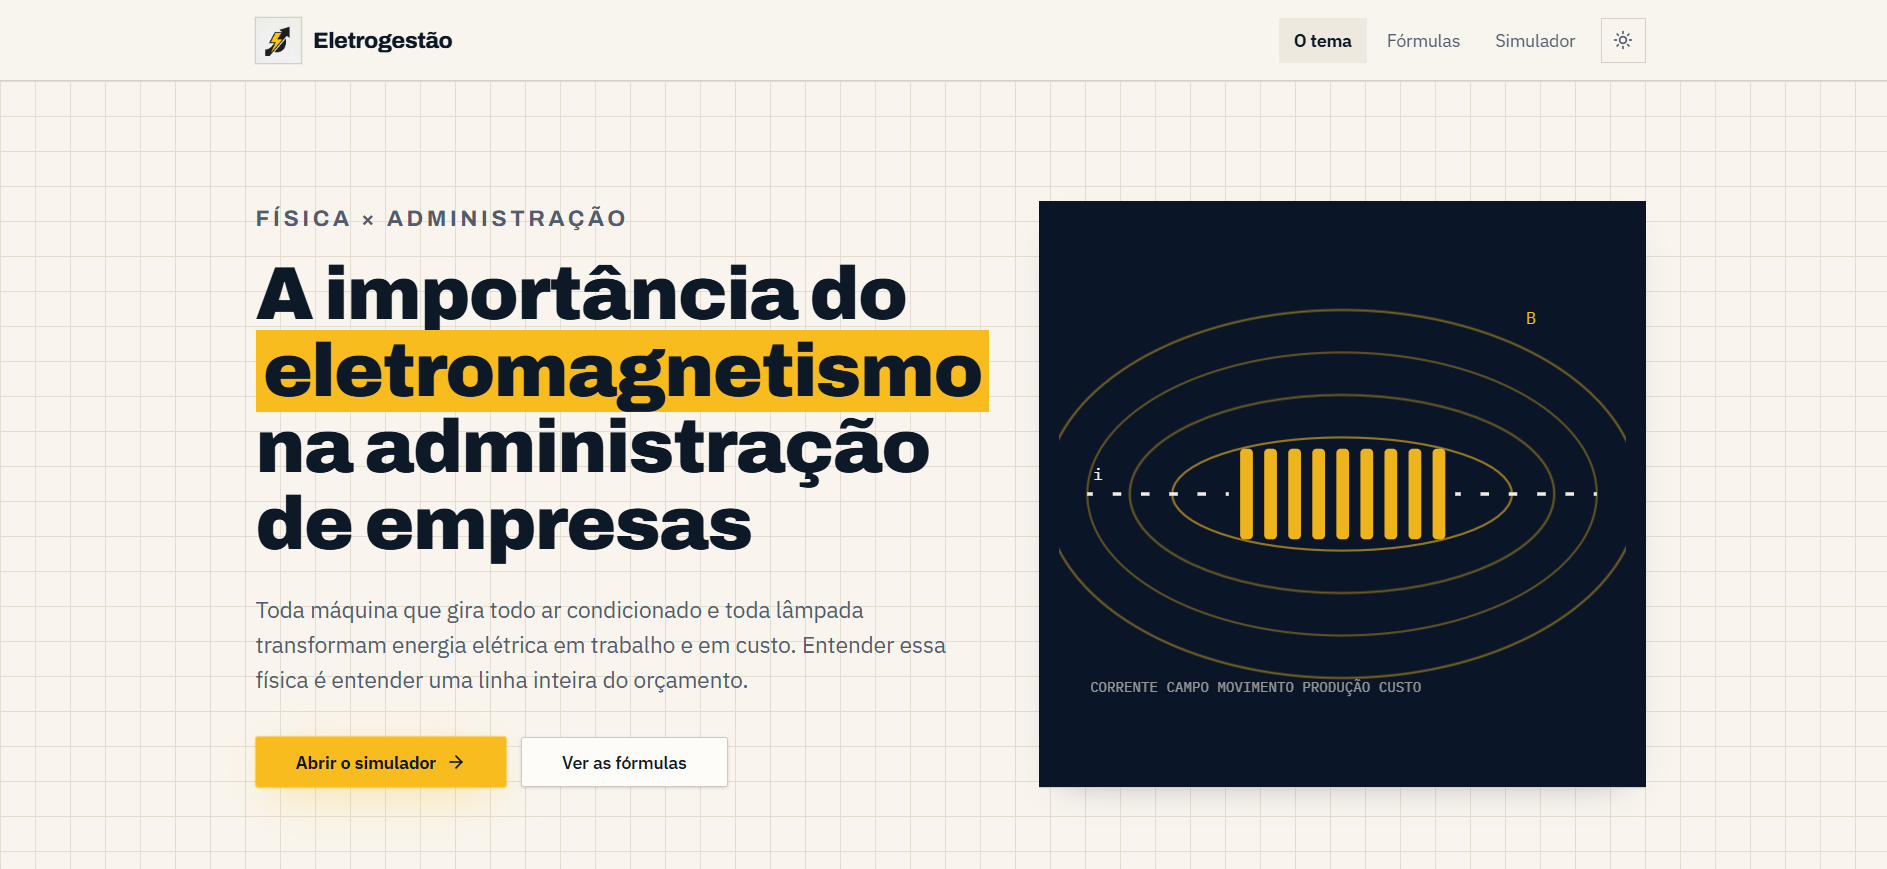 Eletrogestão
O tema
Fórmulas
Simulador
FÍSICA × ADMINISTRAÇÃO
A importância do
eletromagnetismo
na administração
de empresas
Toda máquina que gira todo ar condicionado e toda lâmpada
transformam energia elétrica em trabalho e em custo. Entender essa
física é entender uma linha inteira do orçamento.
Abrir o simulador →
Ver as fórmulas
B
i
CORRENTE CAMPO MOVIMENTO PRODUÇÃO CUSTO